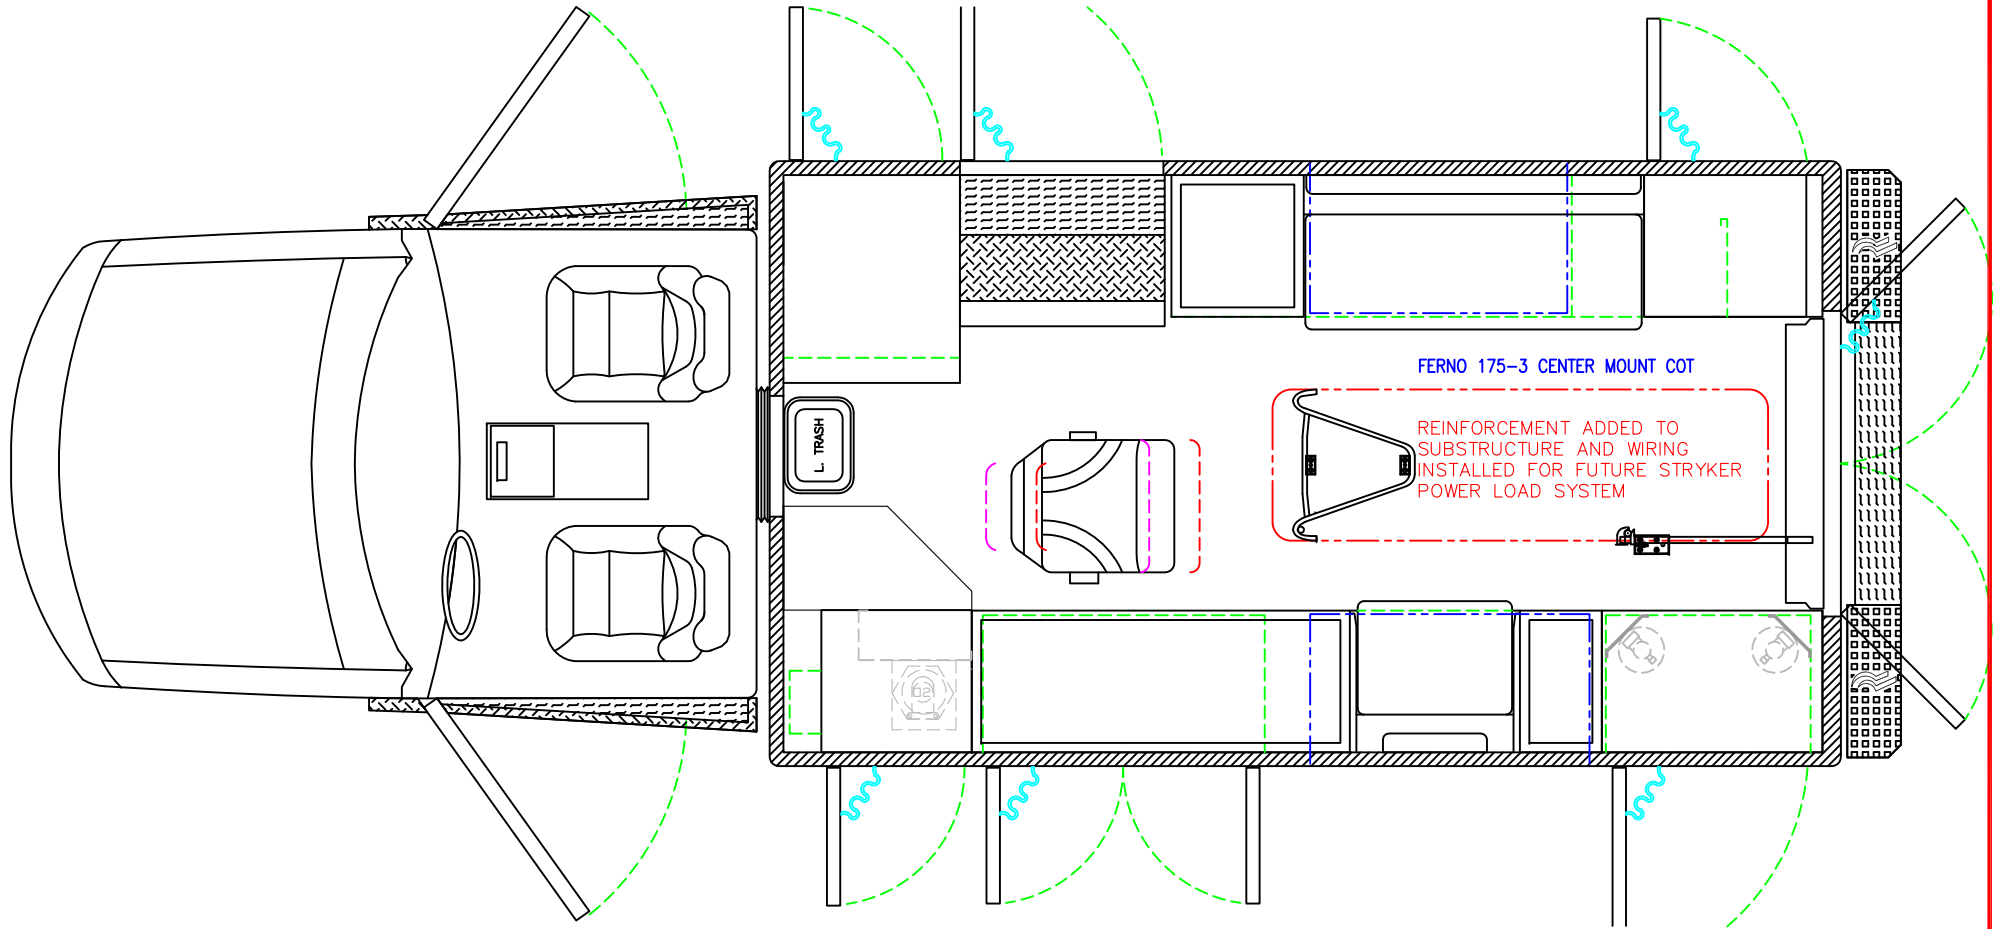 FERNO 175-3 CENTER MOUNT COT
REINFORCEMENT ADDED TO
SUBSTRUCTURE AND WIRING
INSTALLED FOR FUTURE STRYKER
POWER LOAD SYSTEM
L. TRASH
O2